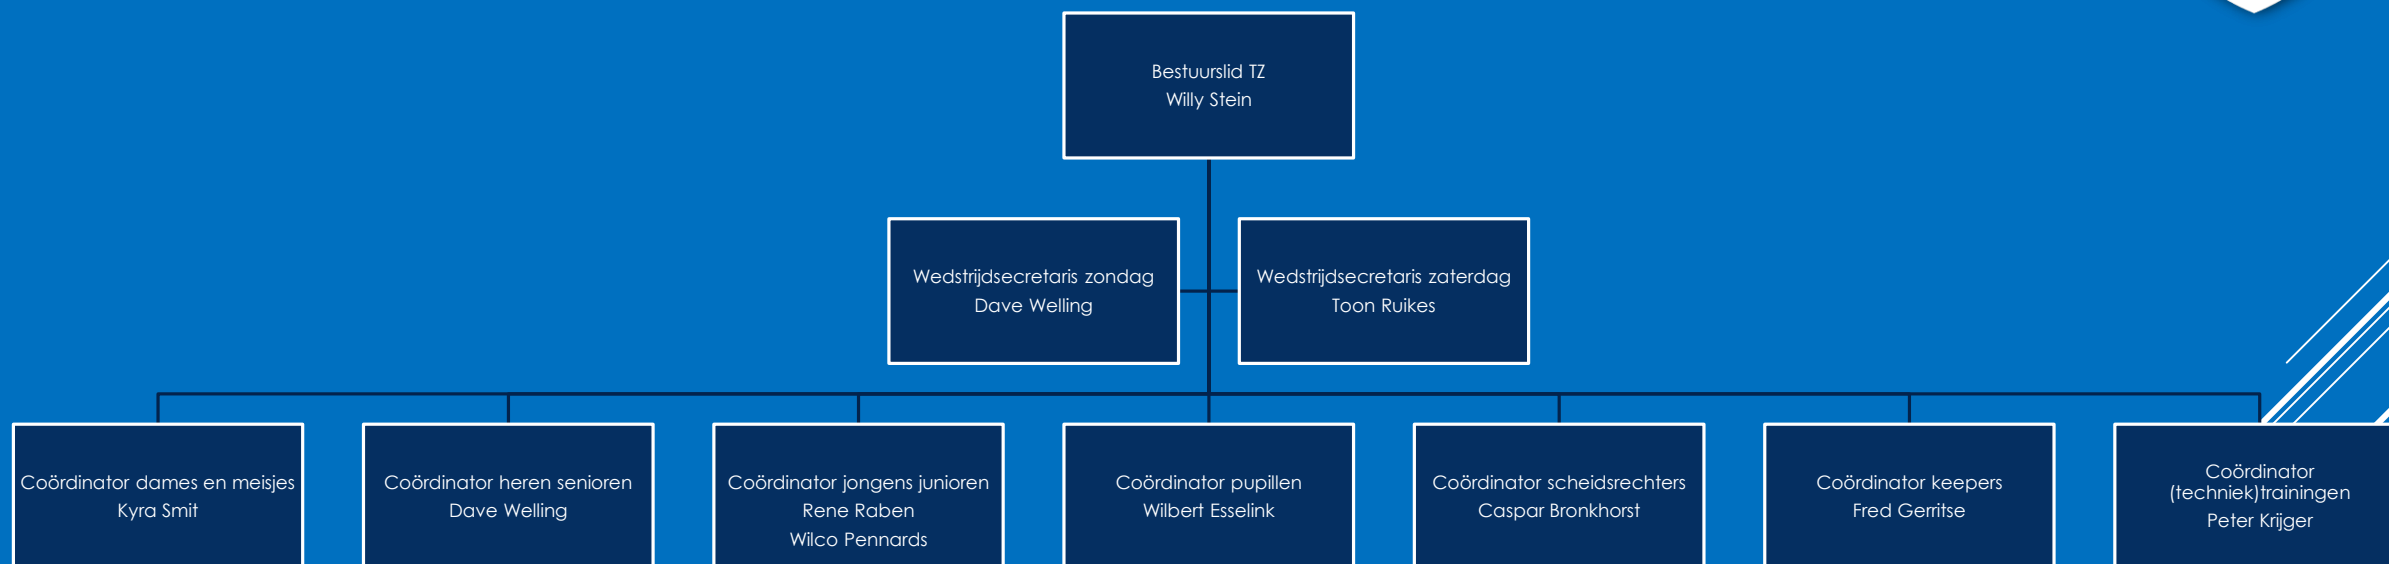 Bestuurslid TZ
Willy Stein
Wedstrijdsecretaris zondag
Dave Welling
Wedstrijdsecretaris zaterdag
Toon Ruikes
Coördinator dames en meisjes
Kyra Smit
Coördinator heren senioren
Dave Welling
Coördinator jongens junioren
Rene Raben
Wilco Pennards
Coördinator pupillen
Wilbert Esselink
Coördinator scheidsrechters
Caspar Bronkhorst
Coördinator keepers
Fred Gerritse
Coördinator
(techniek)trainingen
Peter Krijger